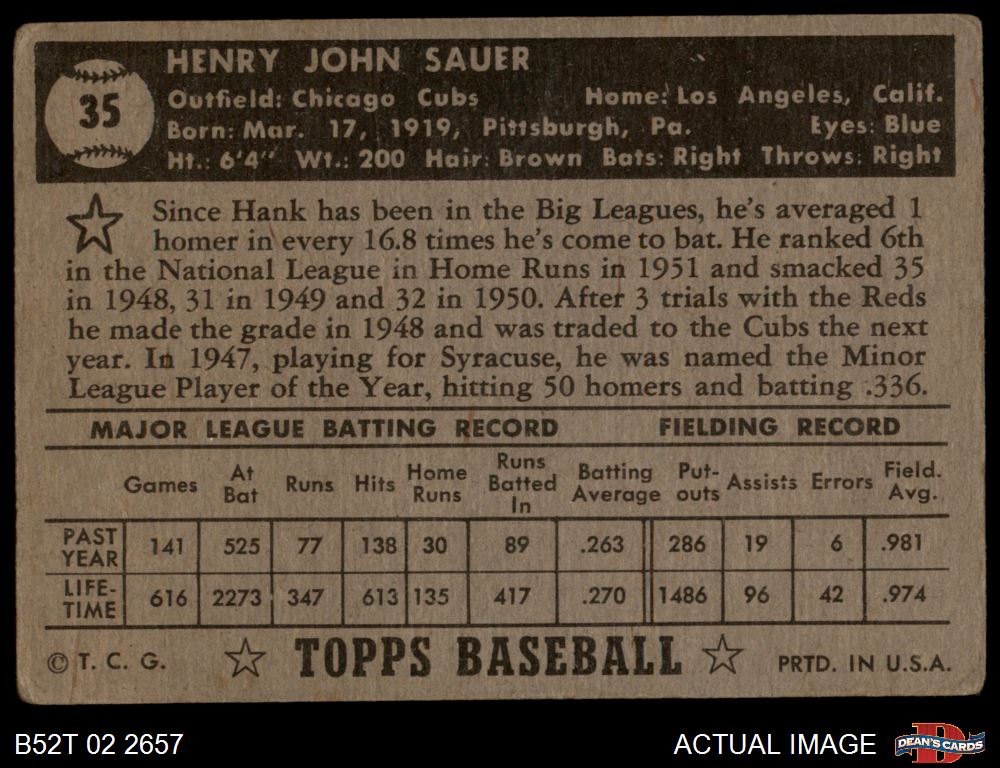 HENRY JOHN SAUER
35
Outfield: Chicago Cubs Home: Los Angeles, Calif.
Born: Mar. 17, 1919, Pittsburgh, Pa. Eyes: Blue
Ht.: 6'4" Wt.: 200 Hair: Brown Bats: Right Throws: Right
Since Hank has been in the Big Leagues, he's averaged 1
homer in every 16.8 times he's come to bat. He ranked 6th
in the National League in Home Runs in 1951 and smacked 35
in 1948, 31 in 1949 and 32 in 1950. After 3 trials with the Reds
he made the grade in 1948 and was traded to the Cubs the next
year. In 1947, playing for Syracuse, he was named the Minor
League Player of the Year, hitting 50 homers and batting .336.
MAJOR LEAGUE BATTING RECORD FIELDING RECORD
Games At Bat Runs Hits Home Runs Runs Batted In Batting Average Put-outs Assists Errors Field. Avg.
PAST YEAR 141 525 77 138 30 89 .263 286 19 6 .981
LIFE-TIME 616 2273 347 613 135 417 .270 1486 96 42 .974
© T. C. G. TOPPS BASEBALL PRTD. IN U.S.A.
B52T 02 2657 ACTUAL IMAGE D DEAN'S CARDS